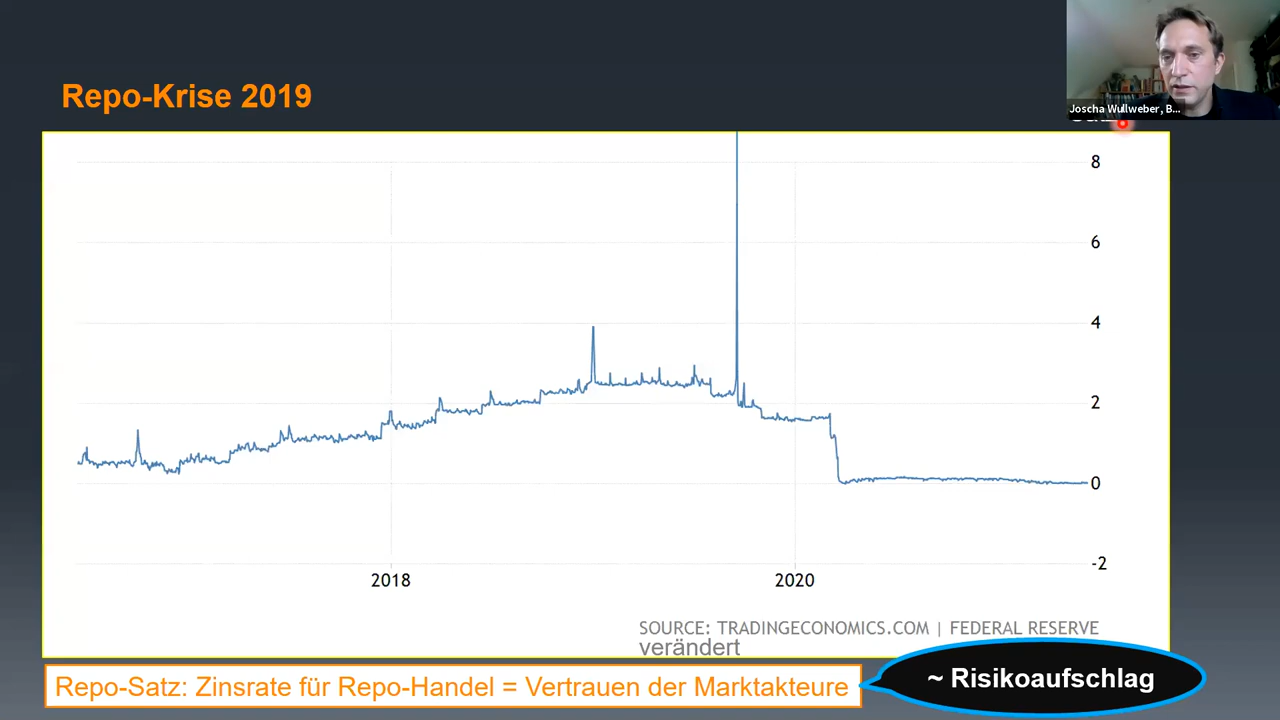 Repo-Krise 2019
Joscha Wullweber, B...
8
6
4
2
0
-2
2018
2020
SOURCE: TRADINGECONOMICS.COM | FEDERAL RESERVE
verändert
Repo-Satz: Zinsrate für Repo-Handel = Vertrauen der Marktakteure
~ Risikoaufschlag